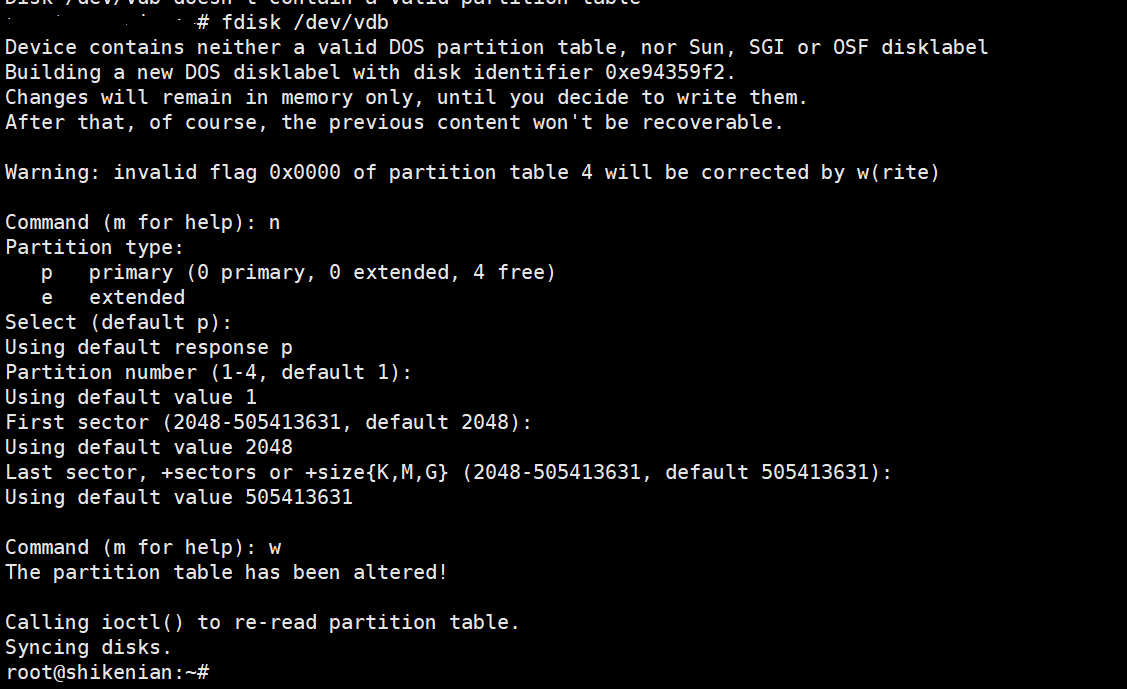 Disk /dev/vdb doesn't contain a valid partition table
# fdisk /dev/vdb
Device contains neither a valid DOS partition table, nor Sun, SGI or OSF disklabel
Building a new DOS disklabel with disk identifier 0xe94359f2.
Changes will remain in memory only, until you decide to write them.
After that, of course, the previous content won't be recoverable.

Warning: invalid flag 0x0000 of partition table 4 will be corrected by w(rite)

Command (m for help): n
Partition type:
   p   primary (0 primary, 0 extended, 4 free)
   e   extended
Select (default p):
Using default response p
Partition number (1-4, default 1):
Using default value 1
First sector (2048-505413631, default 2048):
Using default value 2048
Last sector, +sectors or +size{K,M,G} (2048-505413631, default 505413631):
Using default value 505413631

Command (m for help): w
The partition table has been altered!

Calling ioctl() to re-read partition table.
Syncing disks.
root@shikenian:~#